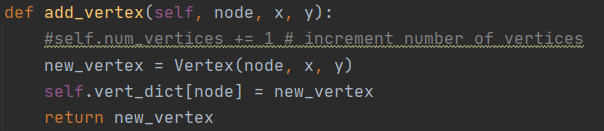 def add_vertex(self, node, x, y):
    #self.num_vertices += 1 # increment number of vertices
    new_vertex = Vertex(node, x, y)
    self.vert_dict[node] = new_vertex
    return new_vertex